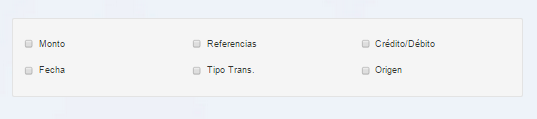 Monto Referencias Crédito/Débito
Fecha Tipo Trans. Origen